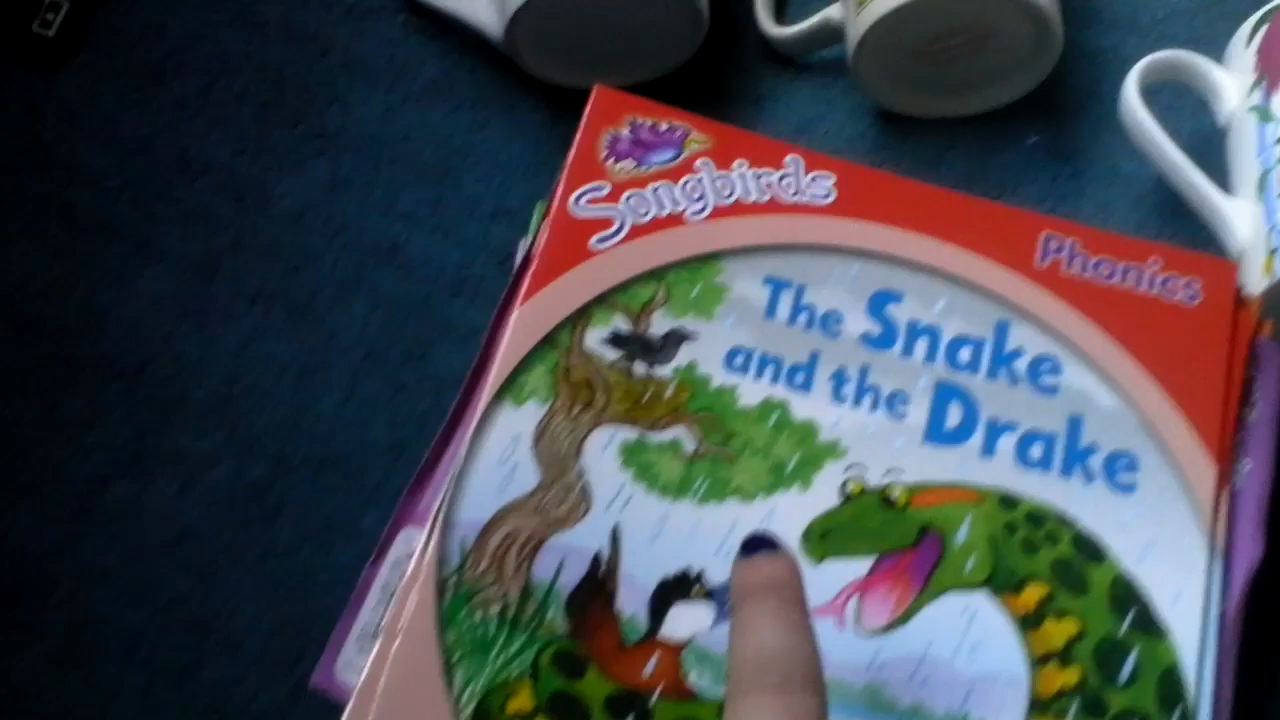 Songbirds
Phonics
The Snake
and the Drake